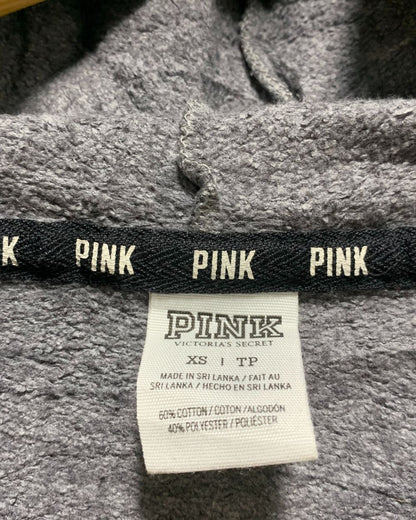 K PINK PINK PINK
PINK
VICTORIA'S SECRET
XS | TP
MADE IN SRI LANKA / FAIT AU
SRI LANKA / HECHO EN SRI LANKA
60% COTTON / COTON / ALGODÓN
40% POLYESTER / POLIÉSTER